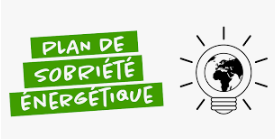 PLAN DE
SOBRIÉTÉ
ÉNERGÉTIQUE